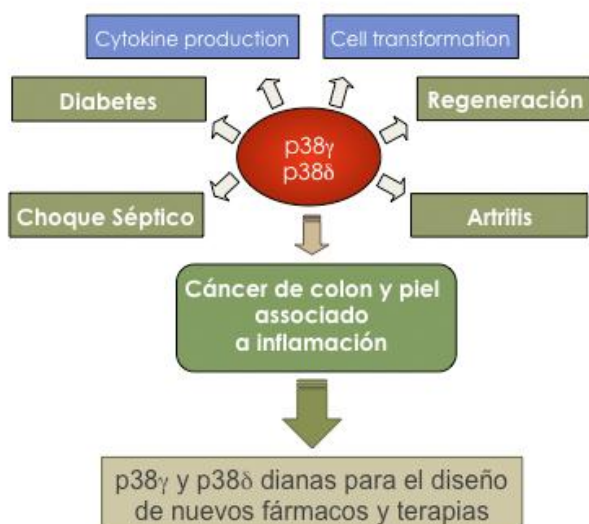 Cytokine production
Cell transformation
Diabetes
Regeneración
p38γ
p38δ
Choque Séptico
Artritis
Cáncer de colon y piel
associado
a inflamación
p38γ y p38δ dianas para el diseño
de nuevos fármacos y terapias